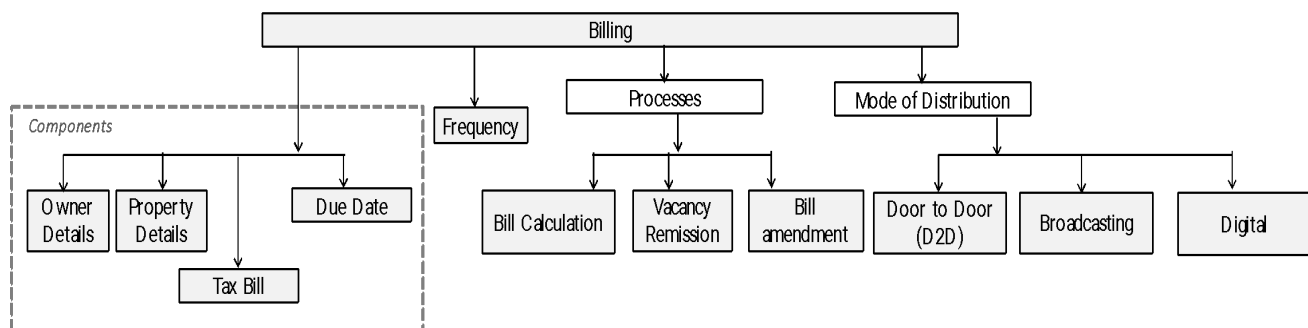 Billing
Processes
Mode of Distribution
Components
Frequency
Owner
Details
Property
Details
Due Date
Tax Bill
Bill Calculation
Vacancy
Remission
Bill
amendment
Door to Door
(D2D)
Broadcasting
Digital